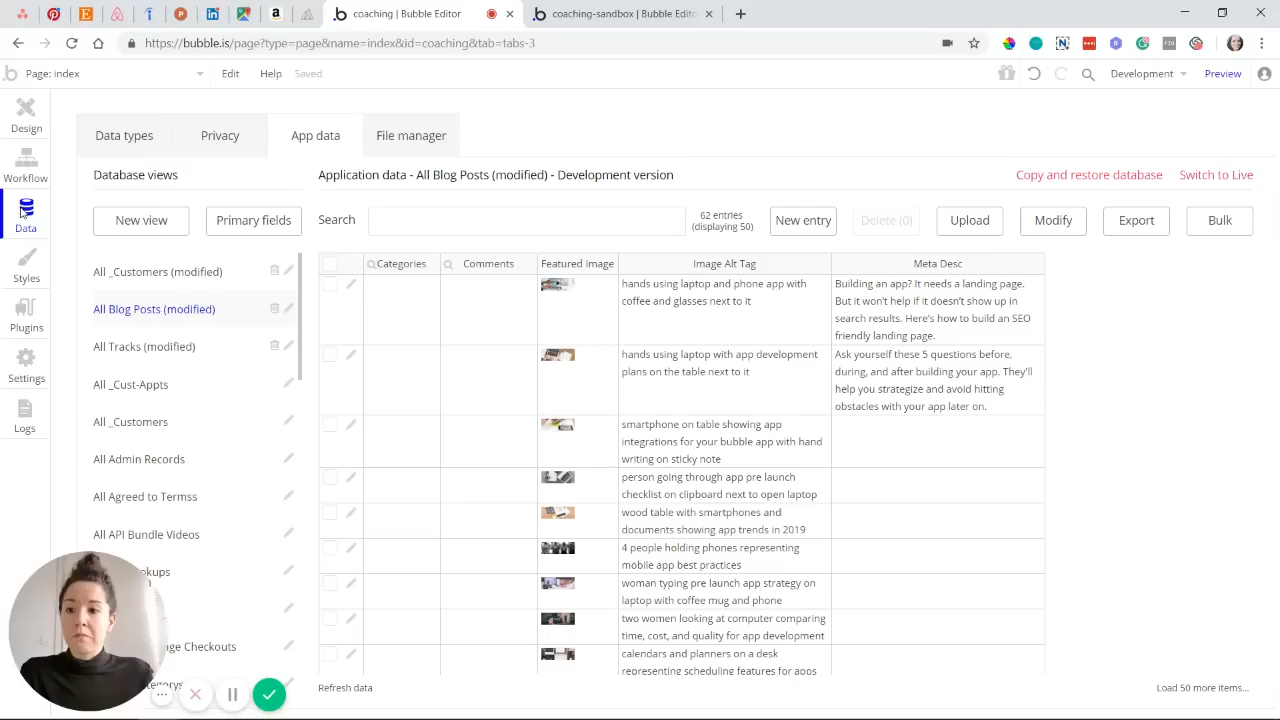 coaching | Bubble Editor
coaching-sandbox | Bubble Editor
https://bubble.is/page?type=page&name=index&id=coaching&tab=tabs-3
Page: index
Edit
Help
Saved
Development
Preview
Design
Workflow
Data
Styles
Plugins
Settings
Logs
Data types
Privacy
App data
File manager
Database views
Application data - All Blog Posts (modified) - Development version
Copy and restore database
Switch to Live
New view
Primary fields
Search
62 entries
(displaying 50)
New entry
Delete (0)
Upload
Modify
Export
Bulk
All _Customers (modified)
All Blog Posts (modified)
All Tracks (modified)
All _Cust-Appts
All _Customers
All Admin Records
All Agreed to Termss
All API Bundle Videos
Categories
Comments
Featured Image
Image Alt Tag
Meta Desc
hands using laptop and phone app with
coffee and glasses next to it
Building an app? It needs a landing page.
But it won't help if it doesn't show up in
search results. Here's how to build an SEO
friendly landing page.
hands using laptop with app development
plans on the table next to it
Ask yourself these 5 questions before,
during, and after building your app. They'll
help you strategize and avoid hitting
obstacles with your app later on.
smartphone on table showing app
integrations for your bubble app with hand
writing on sticky note
person going through app pre launch
checklist on clipboard next to open laptop
wood table with smartphones and
documents showing app trends in 2019
4 people holding phones representing
mobile app best practices
woman typing pre launch app strategy on
laptop with coffee mug and phone
two women looking at computer comparing
time, cost, and quality for app development
calendars and planners on a desk
representing scheduling features for apps
Refresh data
Load 50 more items...